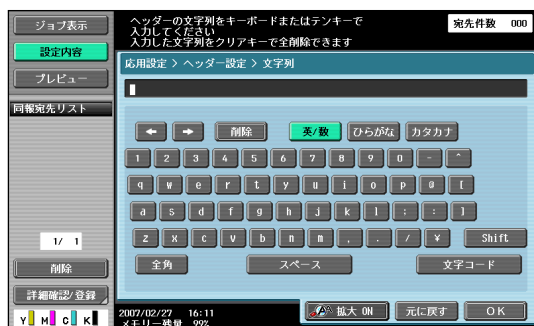 ジョブ表示
設定内容
プレビュー
同報宛先リスト
1/ 1
削除
詳細確認/登録
Y M C K
ヘッダーの文字列をキーボードまたはテンキーで
入力してください
入力した文字列をクリアキーで全削除できます
宛先件数 000
応用設定 > ヘッダー設定 > 文字列
← → 削除 英/数 ひらがな カタカナ
1 2 3 4 5 6 7 8 9 0 - ^
q w e r t y u i o p @ [
a s d f g h j k l ; : ]
z x c v b n m , . / ¥ Shift
全角 スペース 文字コード
2007/02/27 16:11
メモリー残量 99%
拡大 ON 元に戻す OK